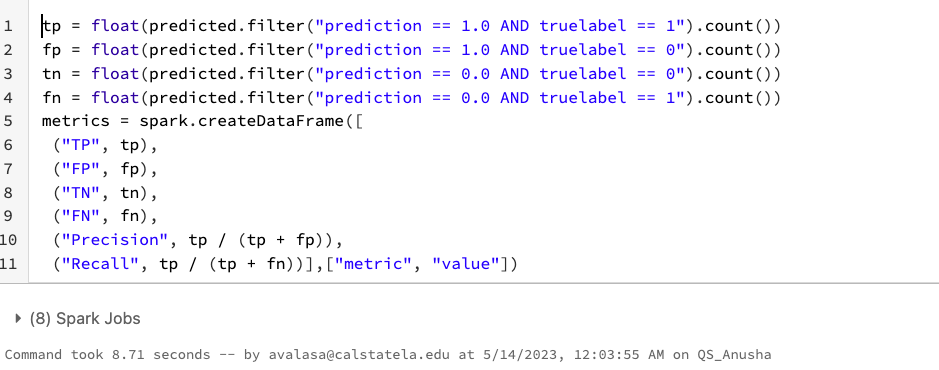 1 tp = float(predicted.filter("prediction == 1.0 AND truelabel == 1").count())
2 fp = float(predicted.filter("prediction == 1.0 AND truelabel == 0").count())
3 tn = float(predicted.filter("prediction == 0.0 AND truelabel == 0").count())
4 fn = float(predicted.filter("prediction == 0.0 AND truelabel == 1").count())
5 metrics = spark.createDataFrame([
6  ("TP", tp),
7  ("FP", fp),
8  ("TN", tn),
9  ("FN", fn),
10  ("Precision", tp / (tp + fp)),
11  ("Recall", tp / (tp + fn))],["metric", "value"])
(8) Spark Jobs
Command took 8.71 seconds -- by avalasa@calstatela.edu at 5/14/2023, 12:03:55 AM on QS_Anusha